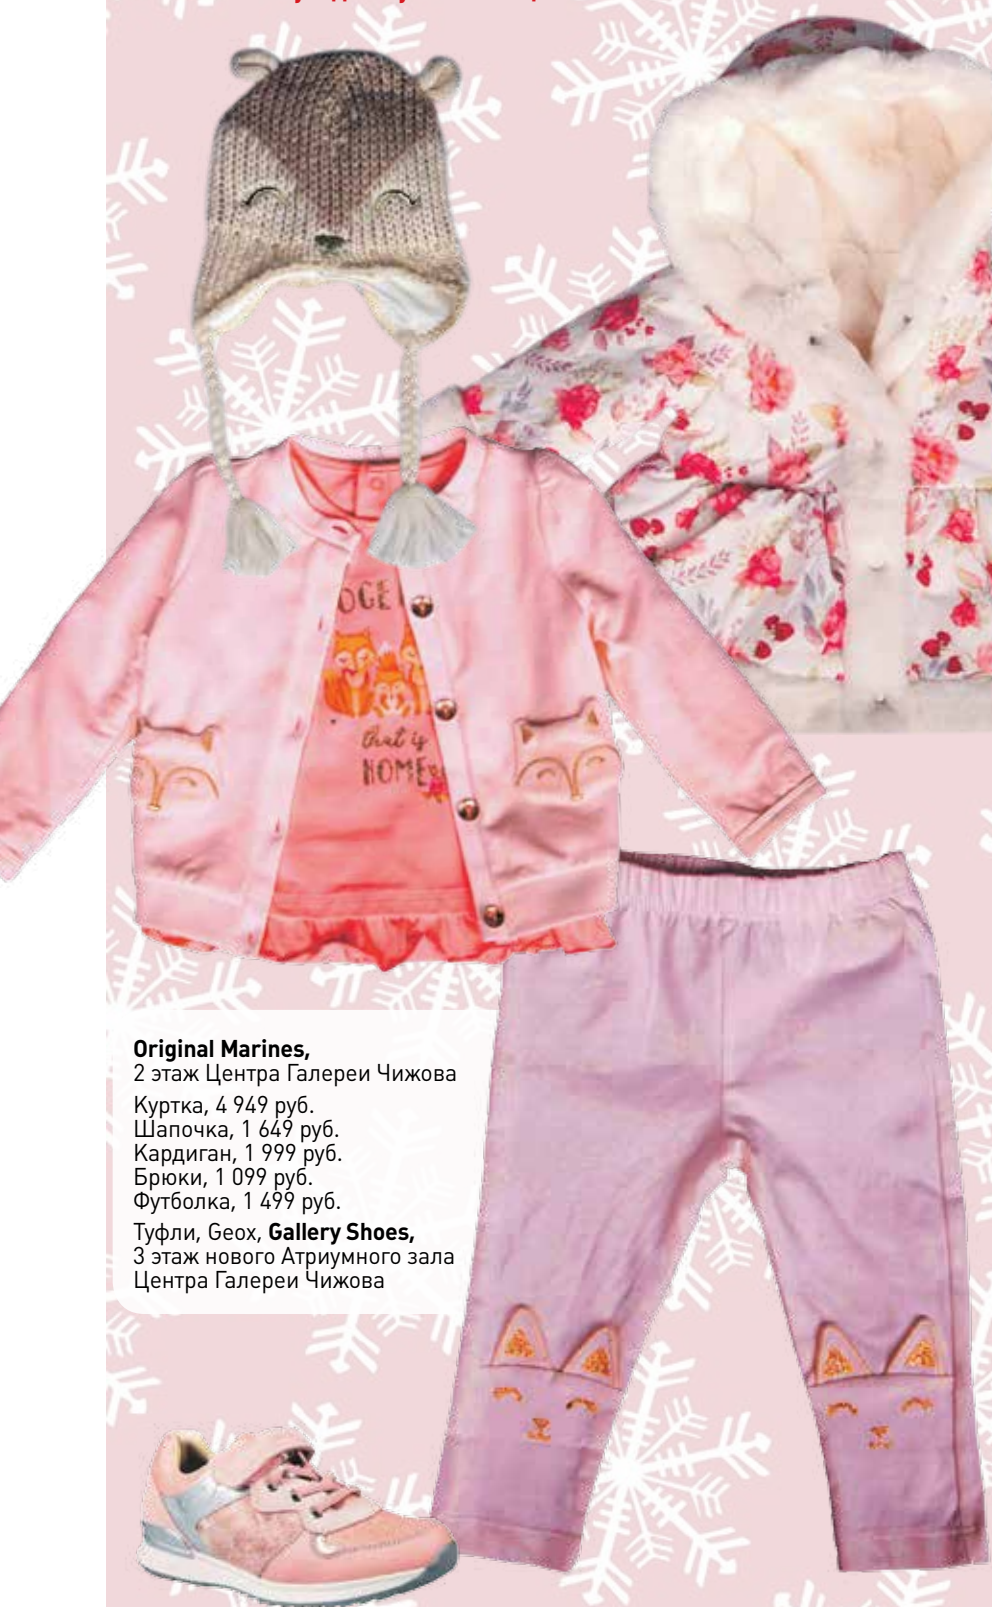 Original Marines,
2 этаж Центра Галереи Чижова
Куртка, 4 949 руб.
Шапочка, 1 649 руб.
Кардиган, 1 999 руб.
Брюки, 1 099 руб.
Футболка, 1 499 руб.
Туфли, Geox, Gallery Shoes,
3 этаж нового Атриумного зала
Центра Галереи Чижова
that is
HOME